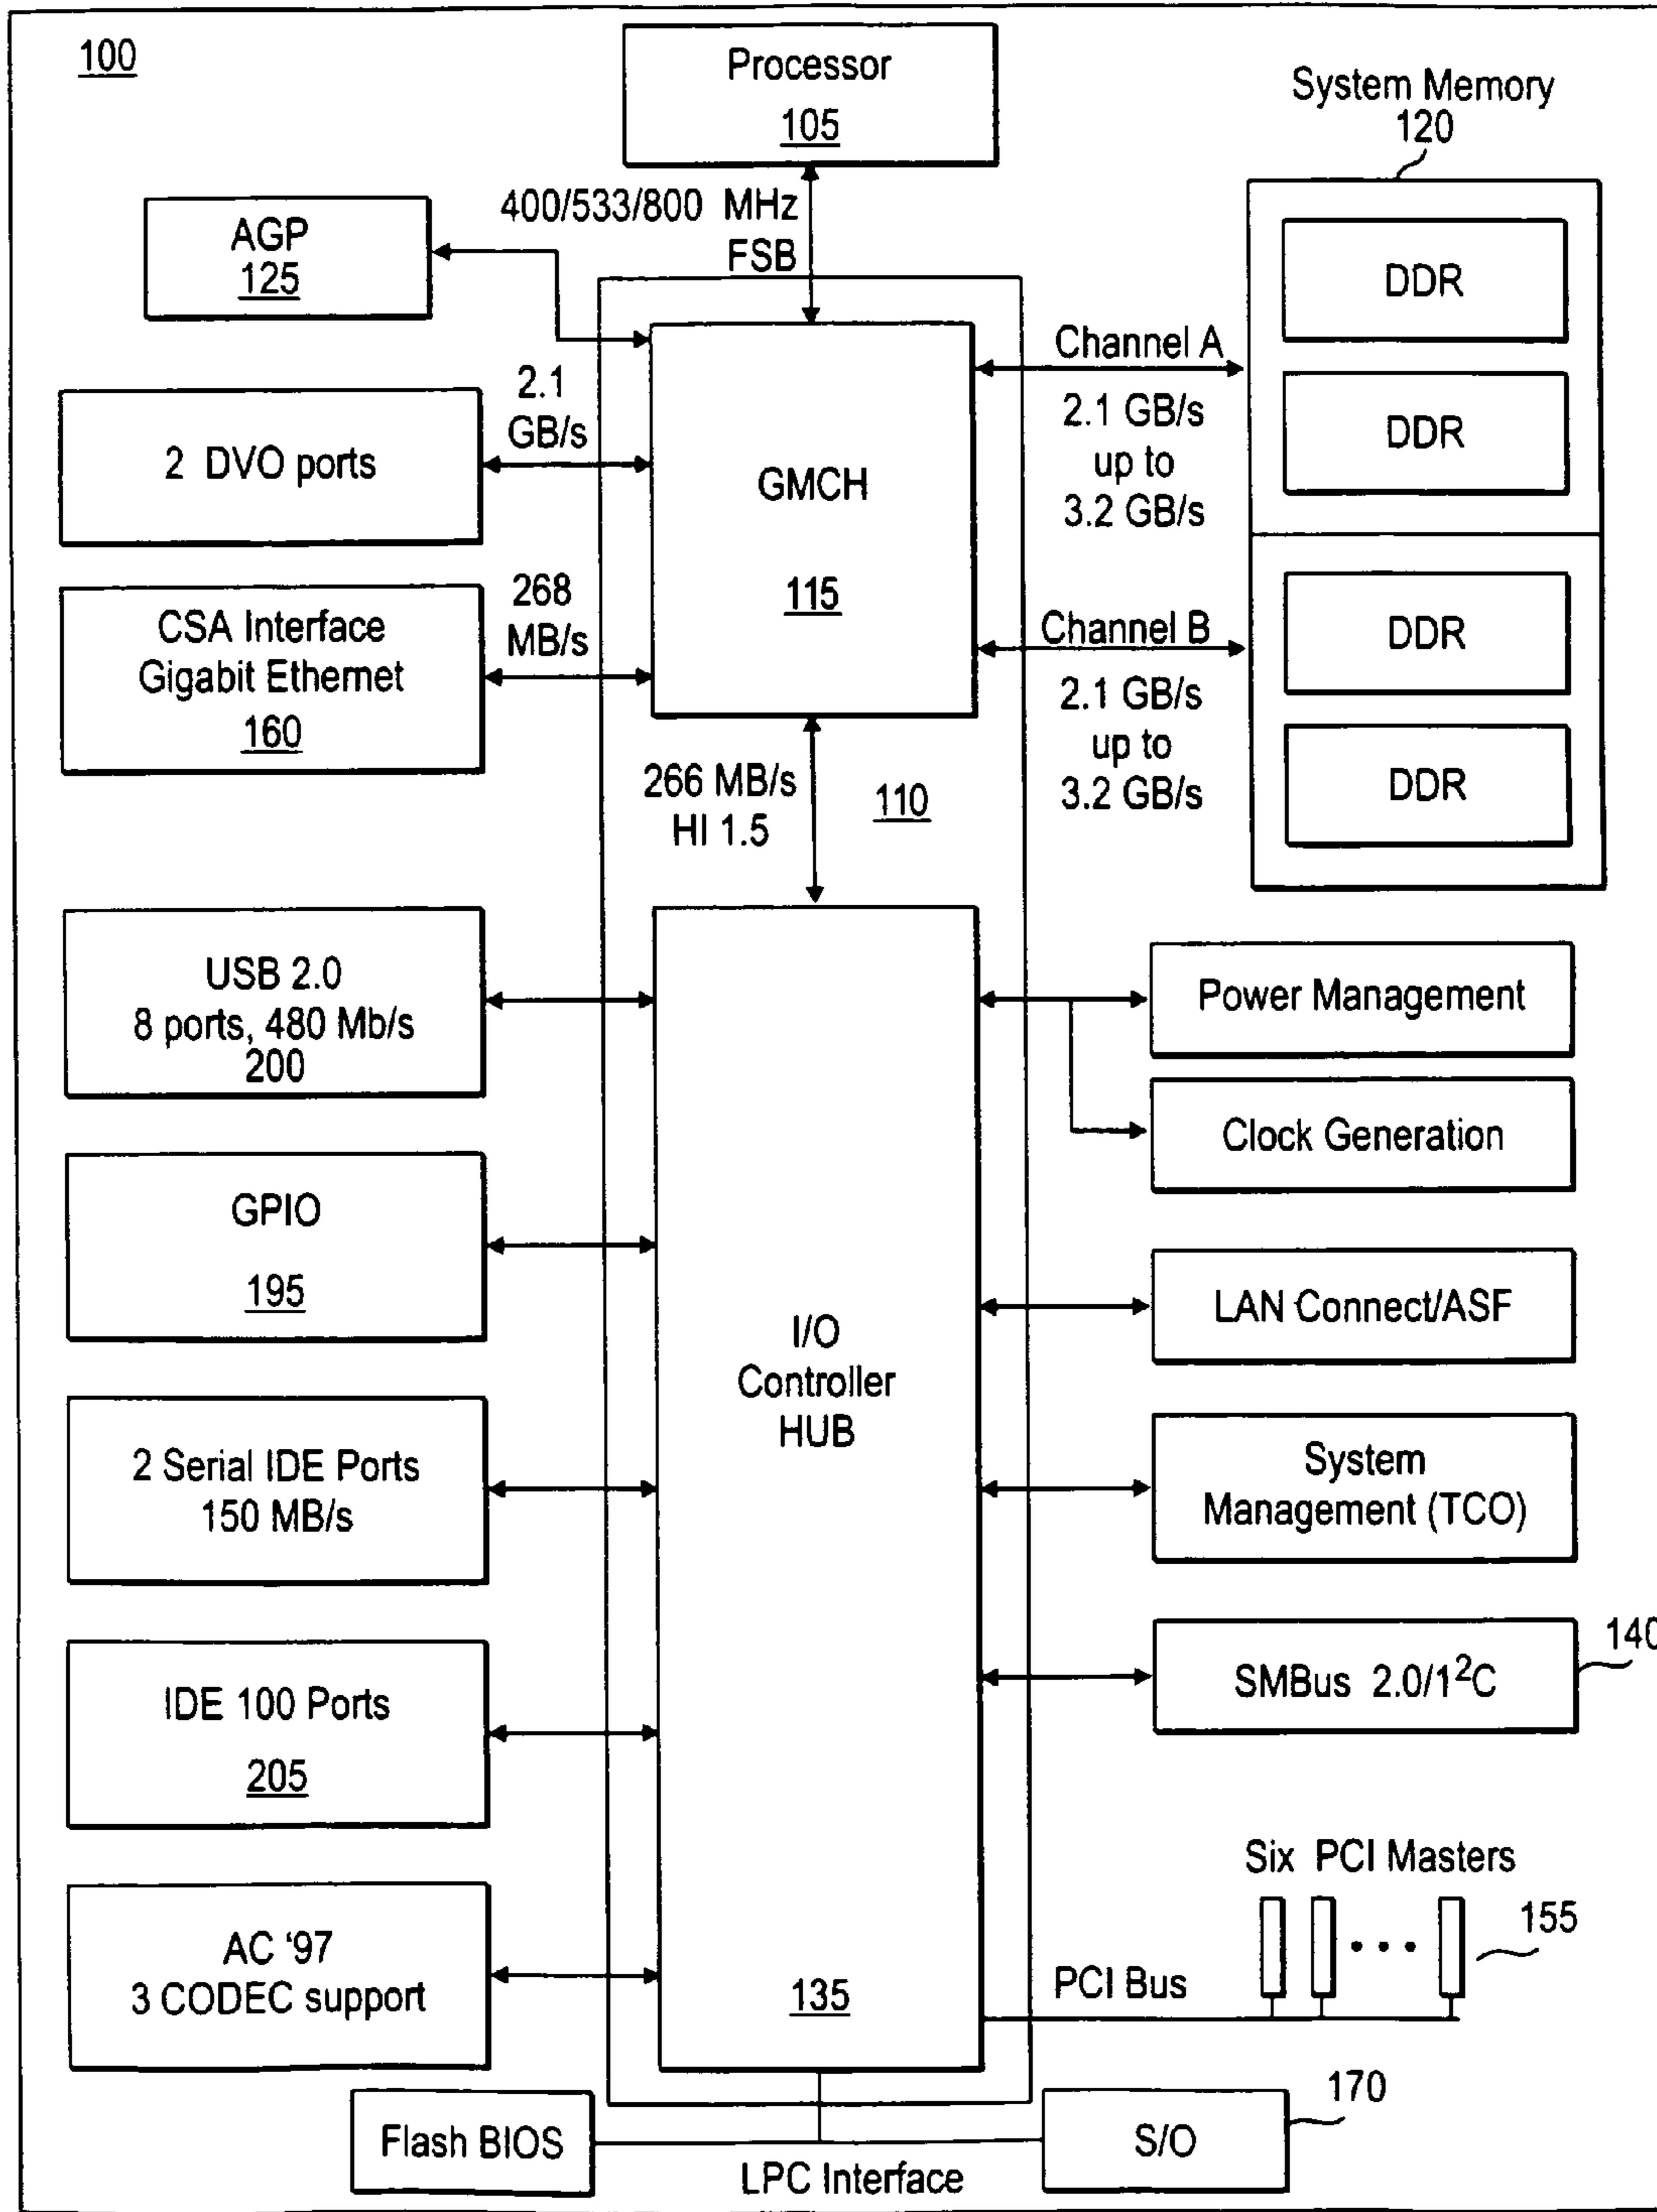 100
Processor
105
System Memory
120
400/533/800 MHz
FSB
AGP
125
DDR
DDR
DDR
DDR
Channel A
2.1 GB/s
up to
3.2 GB/s
Channel B
2.1 GB/s
up to
3.2 GB/s
2.1
GB/s
2 DVO ports
GMCH
115
268
MB/s
CSA Interface
Gigabit Ethernet
160
266 MB/s
HI 1.5
110
USB 2.0
8 ports, 480 Mb/s
200
Power Management
Clock Generation
GPIO
195
LAN Connect/ASF
I/O
Controller
HUB
135
2 Serial IDE Ports
150 MB/s
System
Management (TCO)
IDE 100 Ports
205
SMBus 2.0/1²C
140
Six PCI Masters
155
PCI Bus
AC ‘97
3 CODEC support
Flash BIOS
LPC Interface
S/O
170